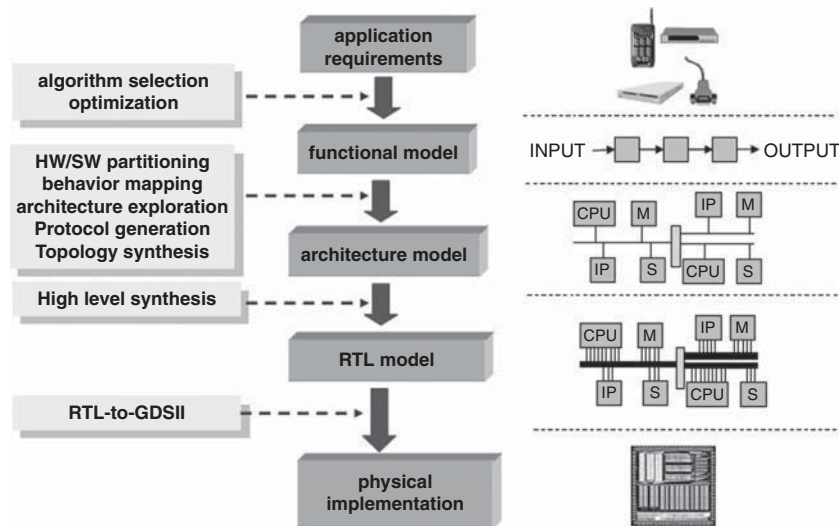 application
requirements
algorithm selection
optimization
functional model
INPUT
OUTPUT
HW/SW partitioning
behavior mapping
architecture exploration
Protocol generation
Topology synthesis
architecture model
CPU
M
IP
M
IP
S
CPU
S
High level synthesis
RTL model
CPU
M
IP
M
IP
S
CPU
S
RTL-to-GDSII
physical
implementation